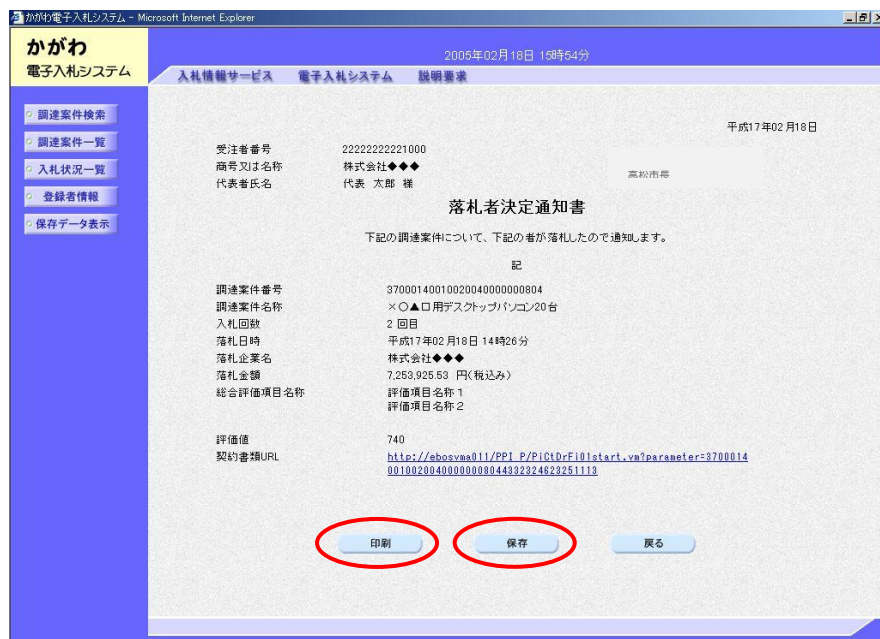 かがわ電子入札システム - Microsoft Internet Explorer
かがわ
電子入札システム
2005年02月18日 15時54分
入札情報サービス 電子入札システム 説明要求
調達案件検索
調達案件一覧
入札状況一覧
登録者情報
保存データ表示
平成17年02月18日
受注者番号 22222222221000
商号又は名称 株式会社◆◆◆
代表者氏名 代表 太郎 様
高松市長
落札者決定通知書
下記の調達案件について、下記の者が落札したので通知します。
記
調達案件番号 37000140010020040000000804
調達案件名称 ×○▲口用デスクトップパソコン20台
入札回数 2 回目
落札日時 平成17年02月18日 14時26分
落札企業名 株式会社◆◆◆
落札金額 7,253,925.53 円(税込み)
総合評価項目名称 評価項目名称1
評価項目名称2
評価値 740
契約書類URL http://ebosvma011/PPI_P/PiCtDrFi01start.vm?parameter=3700014
00100200400000008044332324623251113
印刷 保存 戻る